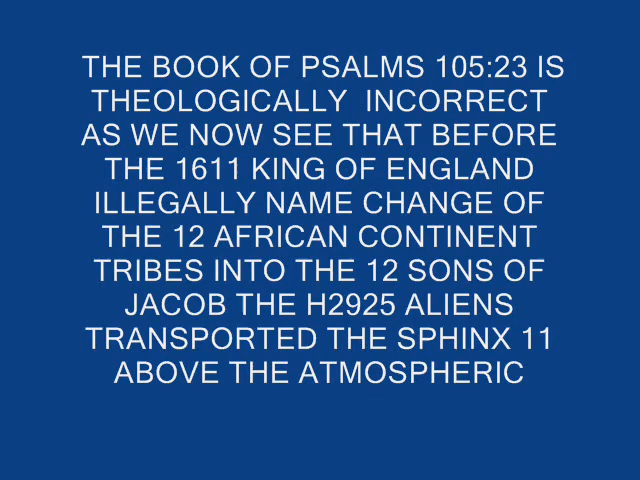 THE BOOK OF PSALMS 105:23 IS
THEOLOGICALLY  INCORRECT
AS WE NOW SEE THAT BEFORE
THE 1611 KING OF ENGLAND
ILLEGALLY NAME CHANGE OF
THE 12 AFRICAN CONTINENT
TRIBES INTO THE 12 SONS OF
JACOB THE H2925 ALIENS
TRANSPORTED THE SPHINX 11
ABOVE THE ATMOSPHERIC